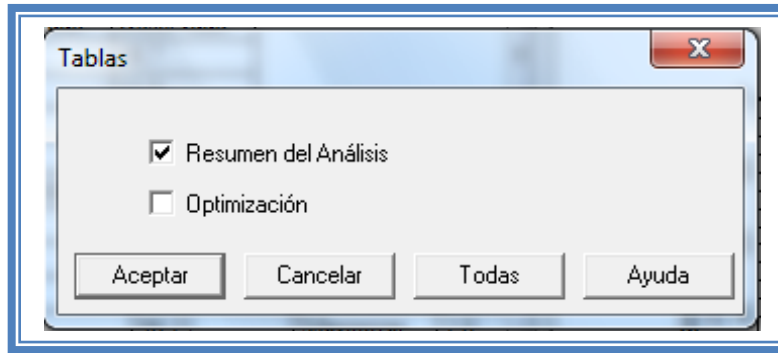 Tablas
Resumen del Análisis
Optimización
Aceptar Cancelar Todas Ayuda